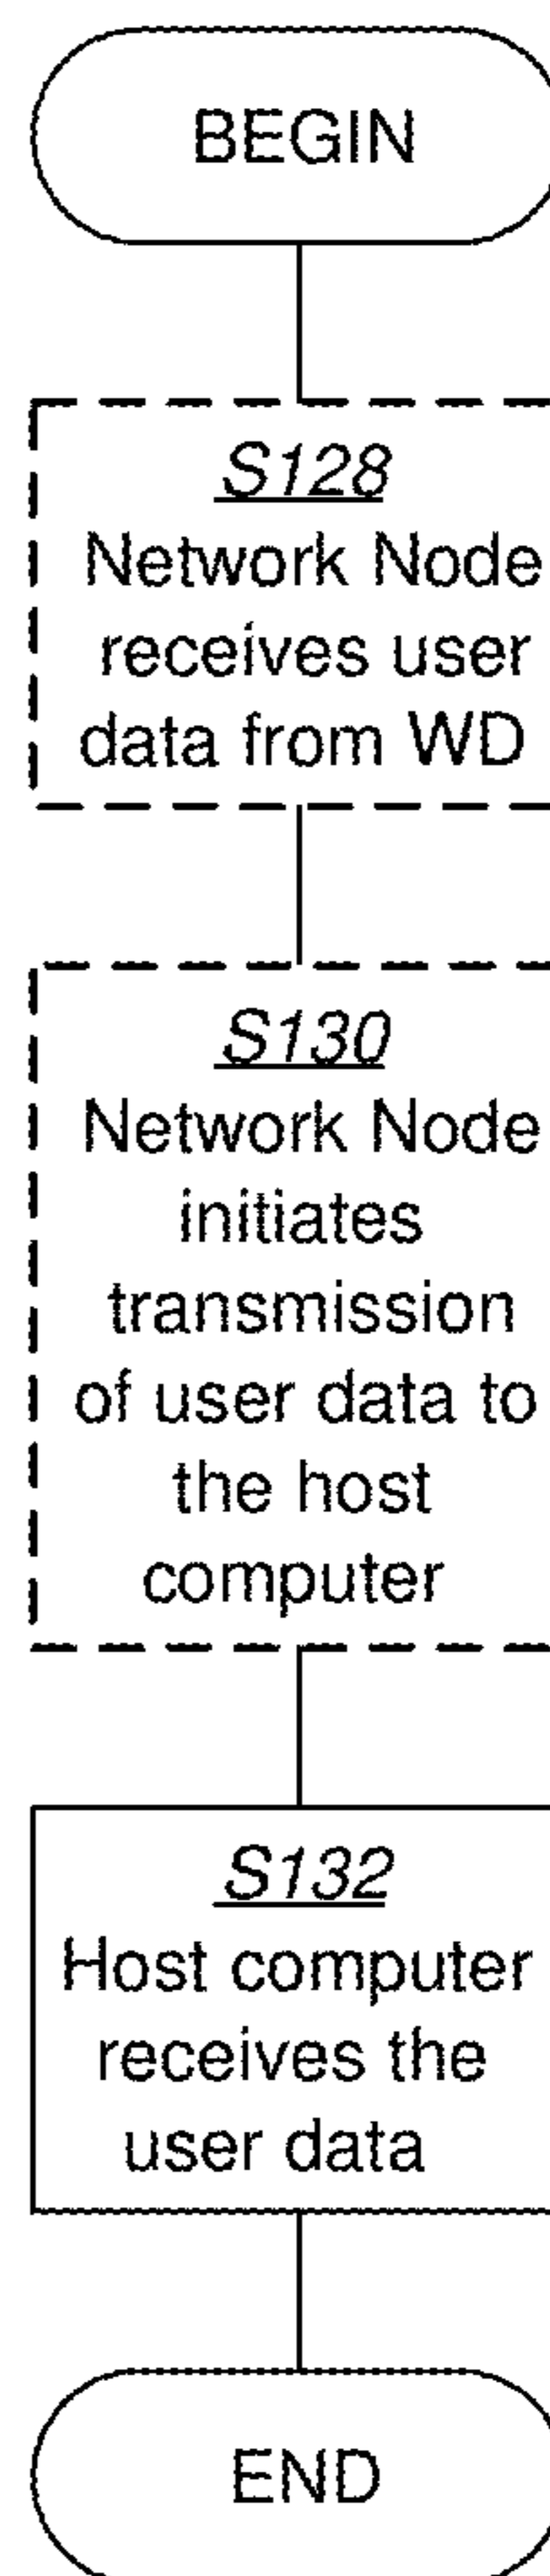 BEGIN
S128
Network Node
receives user
data from WD
S130
Network Node
initiates
transmission
of user data to
the host
computer
S132
Host computer
receives the
user data
END